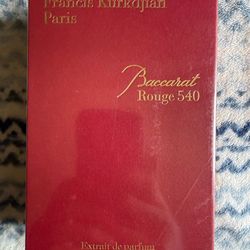 Francis Kurkdjian
Paris
Baccarat
Rouge 540
Extrait de parfum